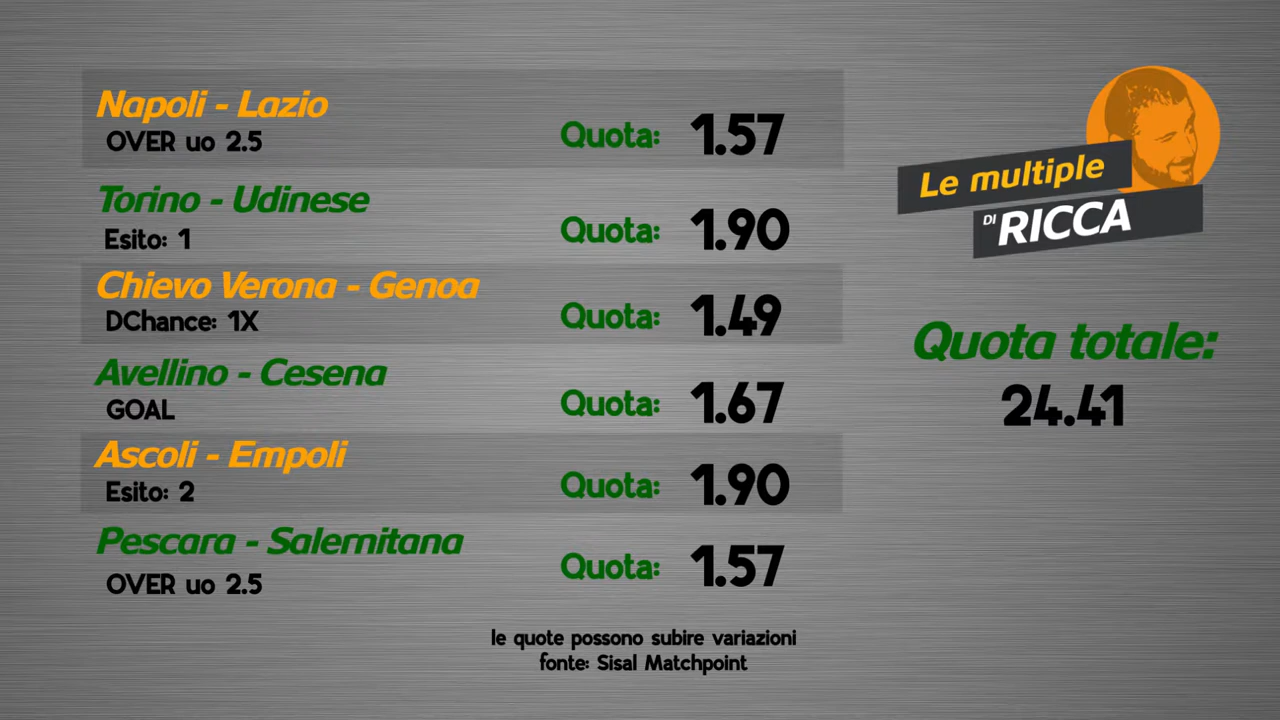 Napoli - Lazio
OVER uo 2.5
Quota: 1.57
Torino - Udinese
Esito: 1
Quota: 1.90
Chievo Verona - Genoa
DChance: 1X
Quota: 1.49
Avellino - Cesena
GOAL
Quota: 1.67
Ascoli - Empoli
Esito: 2
Quota: 1.90
Pescara - Salernitana
OVER uo 2.5
Quota: 1.57
le quote possono subire variazioni
fonte: Sisal Matchpoint
Le multiple
DI RICCA
Quota totale:
24.41